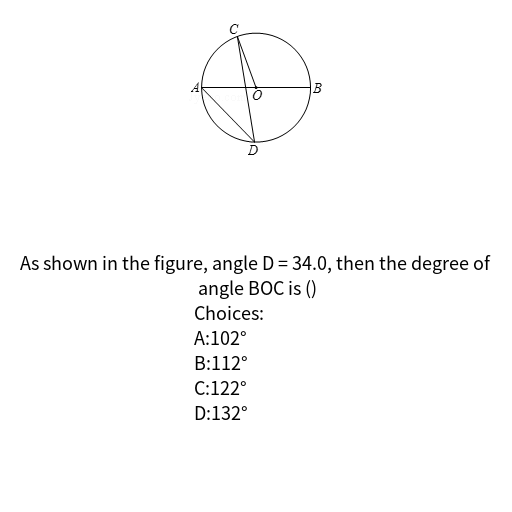 C
A
O
B
D
As shown in the figure, angle D = 34.0, then the degree of
angle BOC is ()
Choices:
A:102°
B:112°
C:122°
D:132°